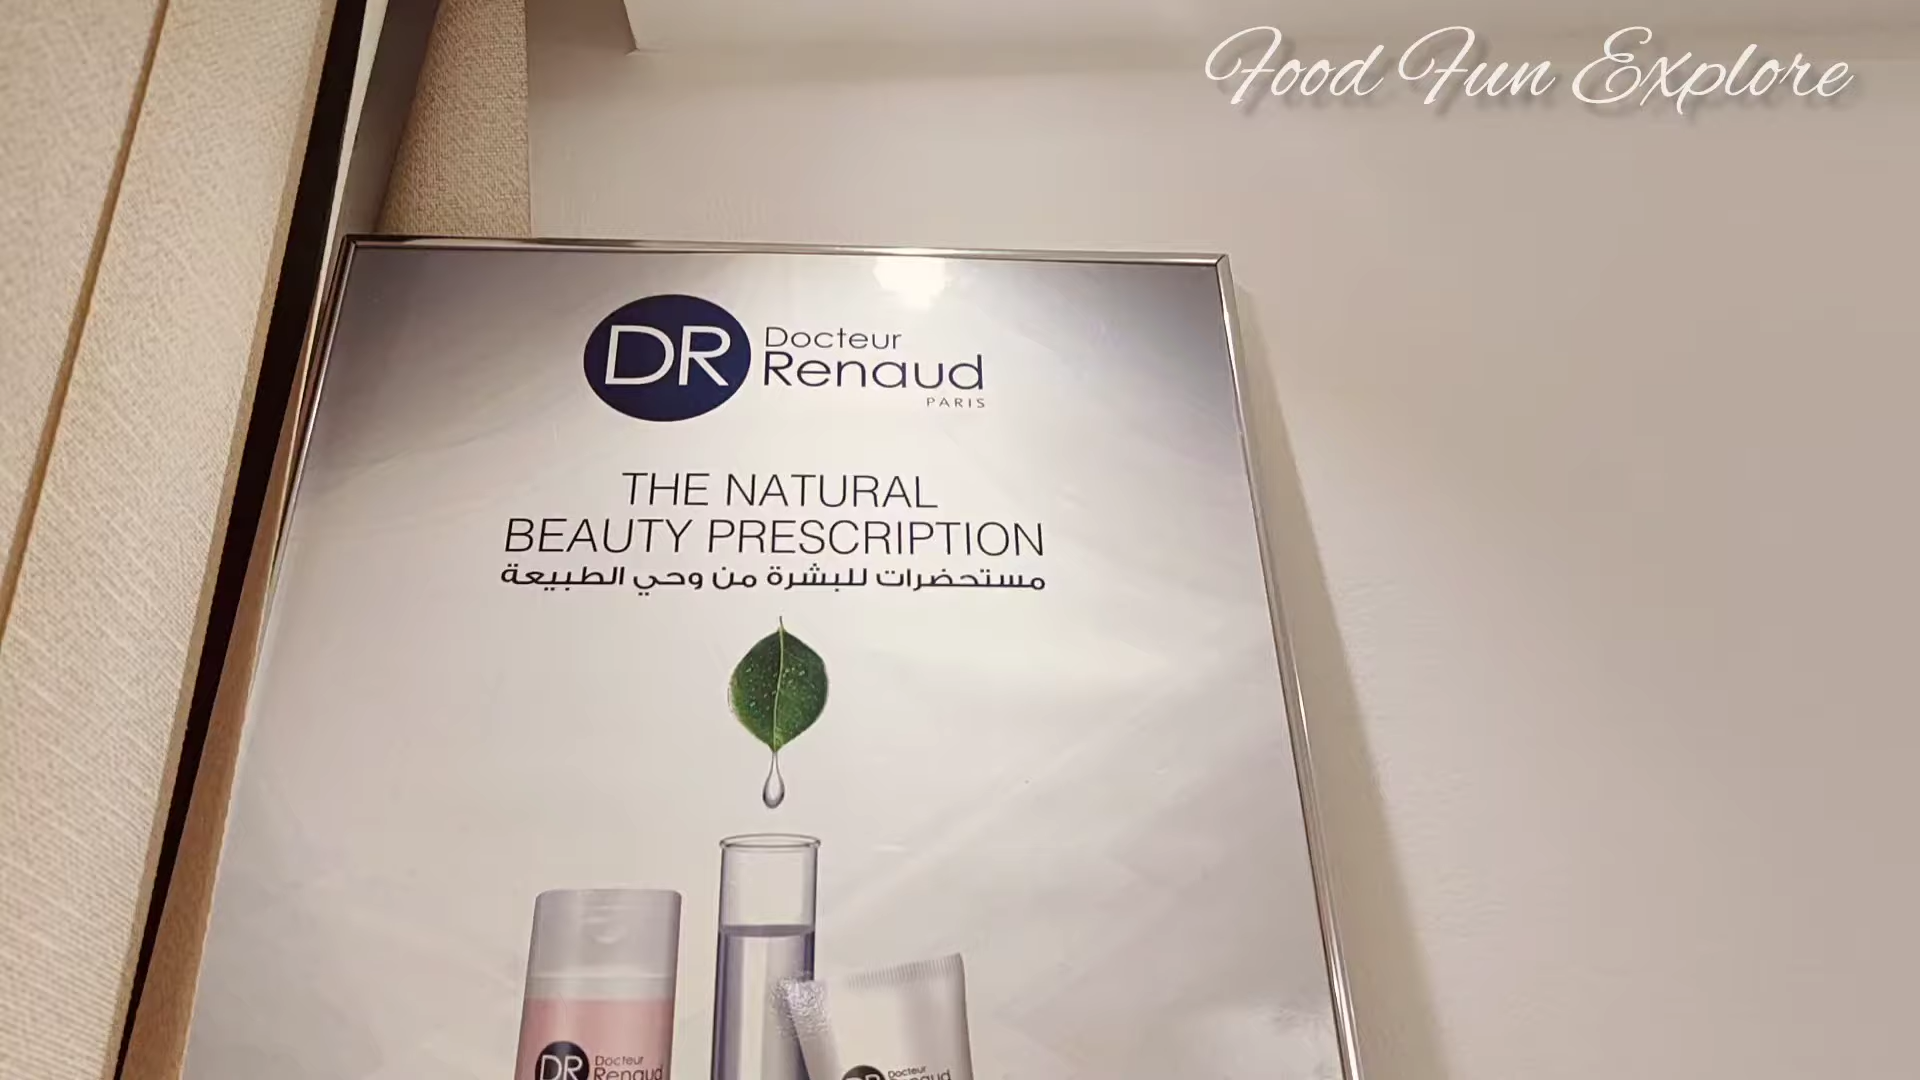 Food Fun Explore
DR
Docteur
Renaud
PARIS
THE NATURAL
BEAUTY PRESCRIPTION
مستحضرات للبشرة من وحي الطبيعة
DR
Docteur
Renaud
DR
Docteur